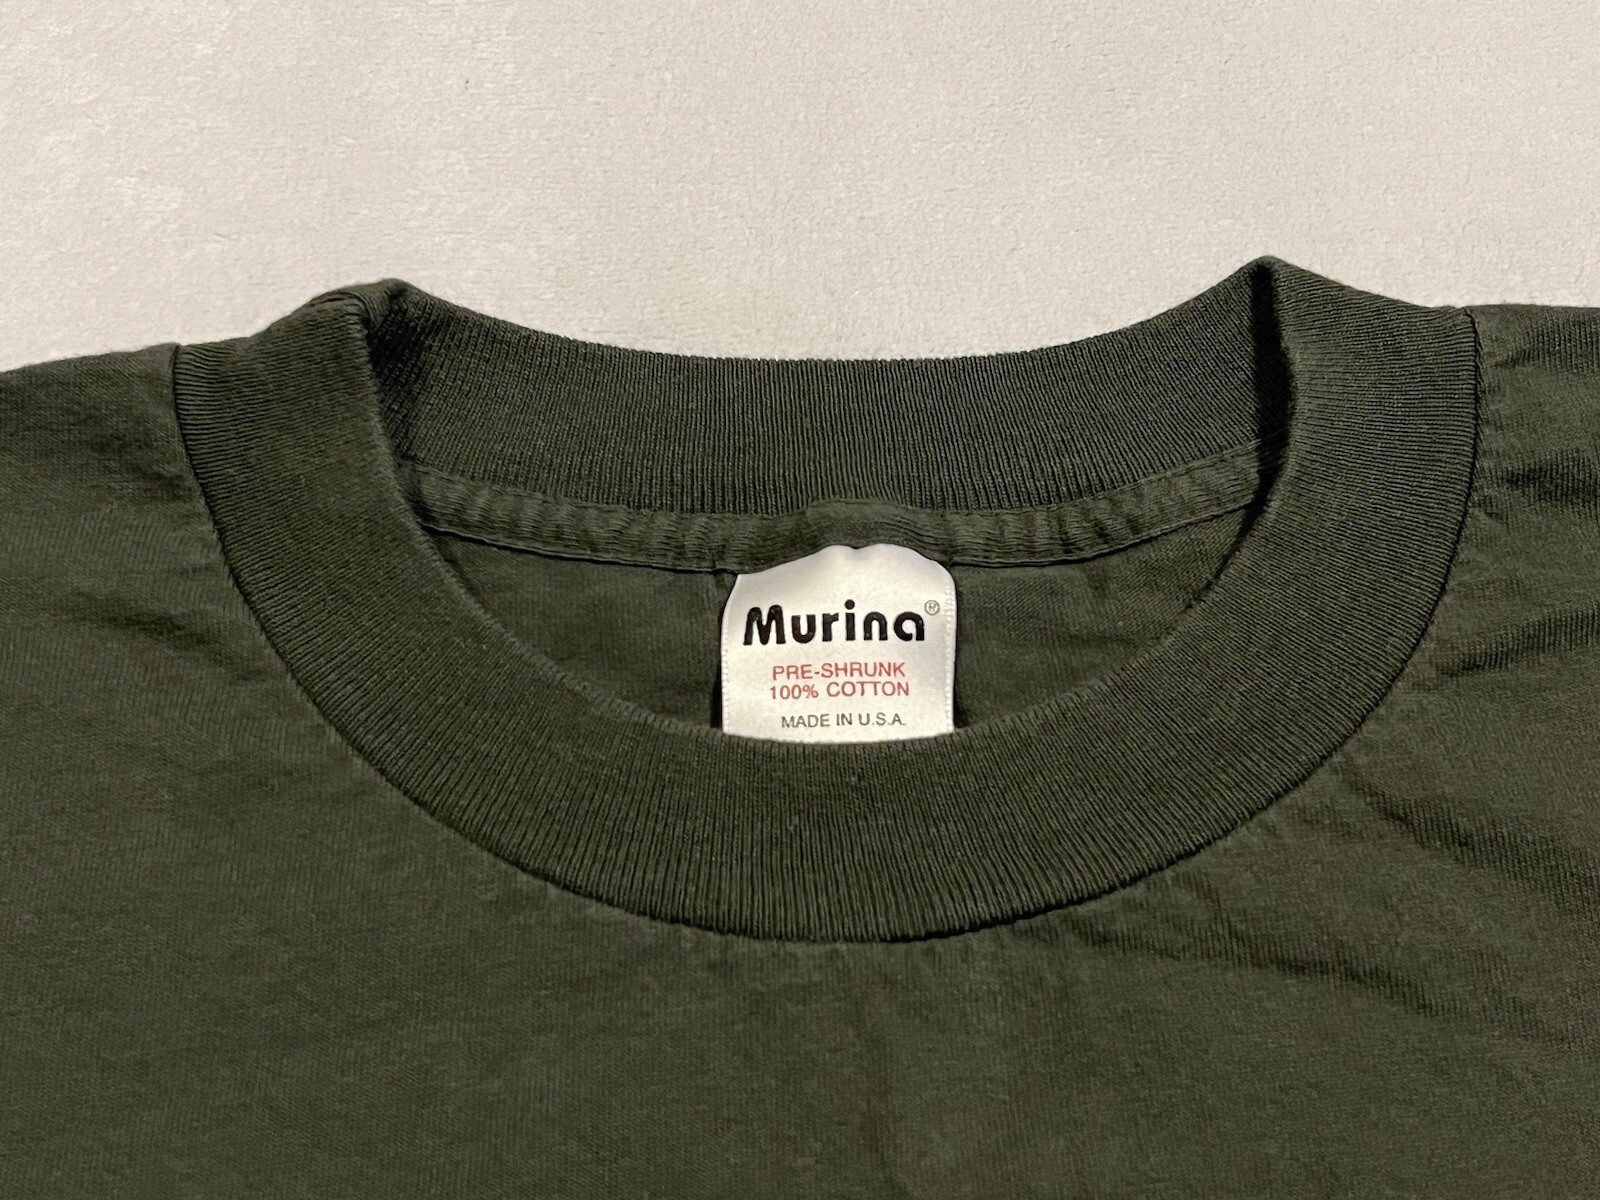 Murina®
PRE-SHRUNK
100% COTTON
MADE IN U.S.A.